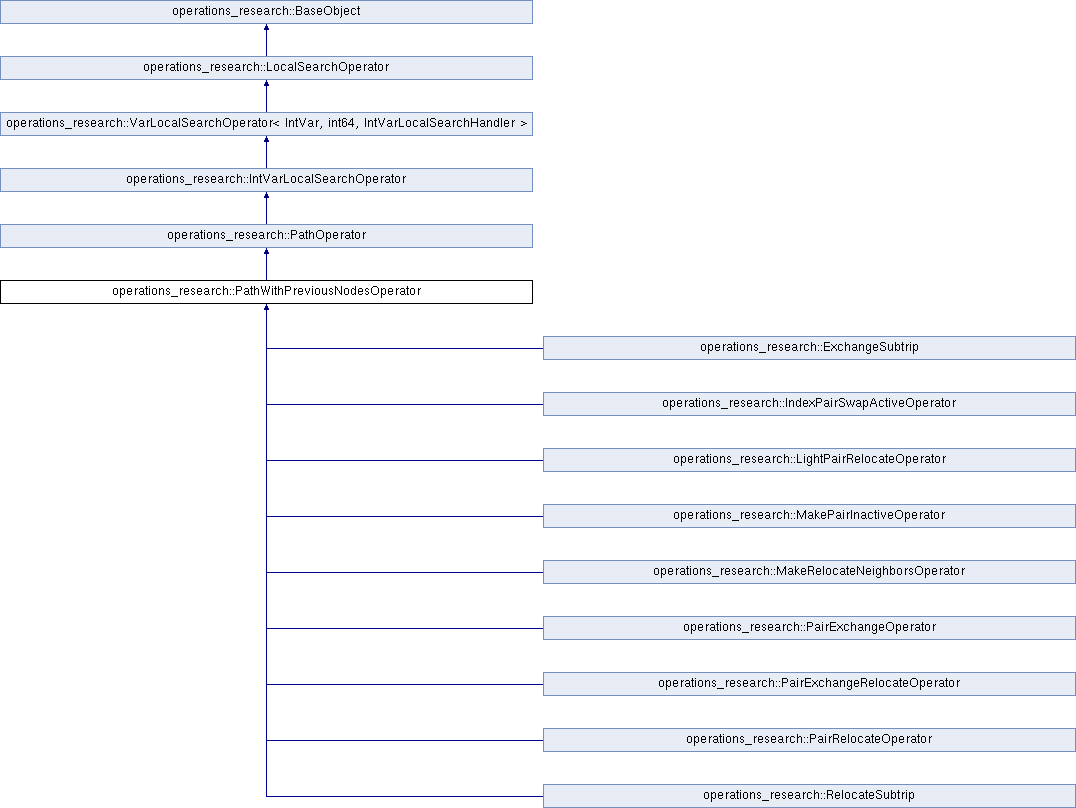 operations_research::BaseObject
operations_research::LocalSearchOperator
operations_research::VarLocalSearchOperator< IntVar, int64, IntVarLocalSearchHandler >
operations_research::IntVarLocalSearchOperator
operations_research::PathOperator
operations_research::PathWithPreviousNodesOperator
operations_research::ExchangeSubtrip
operations_research::IndexPairSwapActiveOperator
operations_research::LightPairRelocateOperator
operations_research::MakePairInactiveOperator
operations_research::MakeRelocateNeighborsOperator
operations_research::PairExchangeOperator
operations_research::PairExchangeRelocateOperator
operations_research::PairRelocateOperator
operations_research::RelocateSubtrip